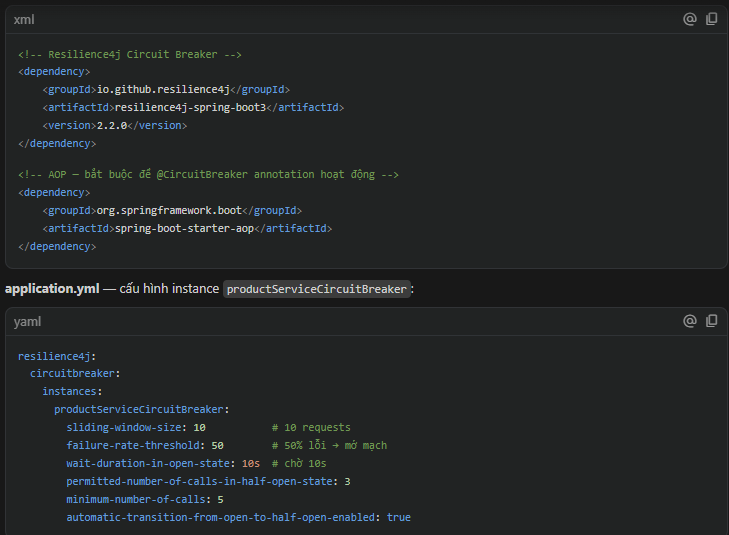 xml
<!-- Resilience4j Circuit Breaker -->
<dependency>
    <groupId>io.github.resilience4j</groupId>
    <artifactId>resilience4j-spring-boot3</artifactId>
    <version>2.2.0</version>
</dependency>
<!-- AOP — bắt buộc để @CircuitBreaker annotation hoạt động -->
<dependency>
    <groupId>org.springframework.boot</groupId>
    <artifactId>spring-boot-starter-aop</artifactId>
</dependency>
application.yml — cấu hình instance productServiceCircuitBreaker:
yaml
resilience4j:
  circuitbreaker:
    instances:
      productServiceCircuitBreaker:
        sliding-window-size: 10           # 10 requests
        failure-rate-threshold: 50        # 50% lỗi → mở mạch
        wait-duration-in-open-state: 10s  # chờ 10s
        permitted-number-of-calls-in-half-open-state: 3
        minimum-number-of-calls: 5
        automatic-transition-from-open-to-half-open-enabled: true